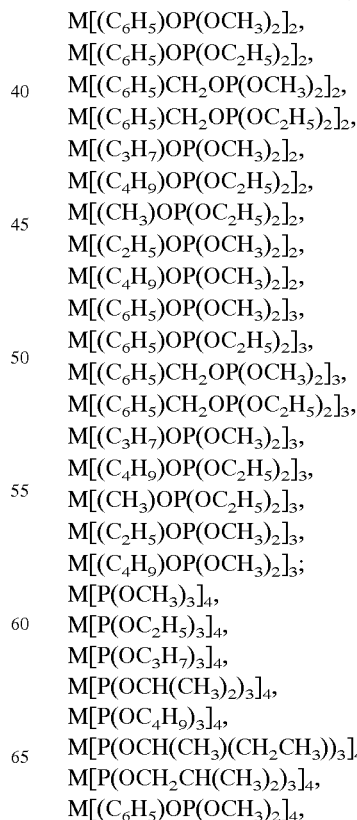 M[(C₆H₅)OP(OCH₃)₂]₂,
M[(C₆H₅)OP(OC₂H₅)₂]₂,
M[(C₆H₅)CH₂OP(OCH₃)₂]₂,
40
M[(C₆H₅)CH₂OP(OC₂H₅)₂]₂,
M[(C₃H₇)OP(OCH₃)₂]₂,
M[(C₄H₉)OP(OC₂H₅)₂]₂,
M[(CH₃)OP(OC₂H₅)₂]₂,
45
M[(C₂H₅)OP(OCH₃)₂]₂,
M[(C₄H₉)OP(OCH₃)₂]₂,
M[(C₆H₅)OP(OCH₃)₂]₃,
M[(C₆H₅)OP(OC₂H₅)₂]₃,
50
M[(C₆H₅)CH₂OP(OCH₃)₂]₃,
M[(C₆H₅)CH₂OP(OC₂H₅)₂]₃,
M[(C₃H₇)OP(OCH₃)₂]₃,
M[(C₄H₉)OP(OC₂H₅)₂]₃,
55
M[(CH₃)OP(OC₂H₅)₂]₃,
M[(C₂H₅)OP(OCH₃)₂]₃,
M[(C₄H₉)OP(OCH₃)₂]₃;
M[P(OCH₃)₃]₄,
60
M[P(OC₂H₅)₃]₄,
M[P(OC₃H₇)₃]₄,
M[P(OCH(CH₃)₂)₃]₄,
M[P(OC₄H₉)₃]₄,
65
M[P(OCH(CH₃)(CH₂CH₃))₃]₄
M[P(OCH₂CH(CH₃)₂)₃]₄,
M[(C₆H₅)OP(OCH₃)₂]₄,